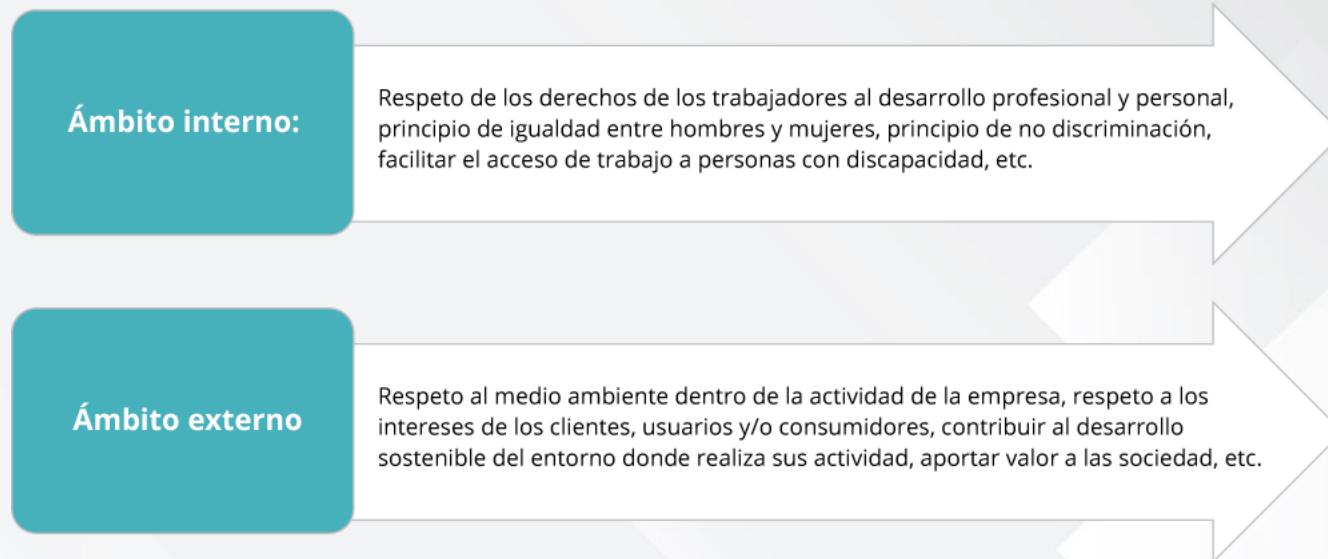 Ámbito interno:
Respeto de los derechos de los trabajadores al desarrollo profesional y personal,
principio de igualdad entre hombres y mujeres, principio de no discriminación,
facilitar el acceso de trabajo a personas con discapacidad, etc.
Ámbito externo
Respeto al medio ambiente dentro de la actividad de la empresa, respeto a los
intereses de los clientes, usuarios y/o consumidores, contribuir al desarrollo
sostenible del entorno donde realiza sus actividad, aportar valor a las sociedad, etc.